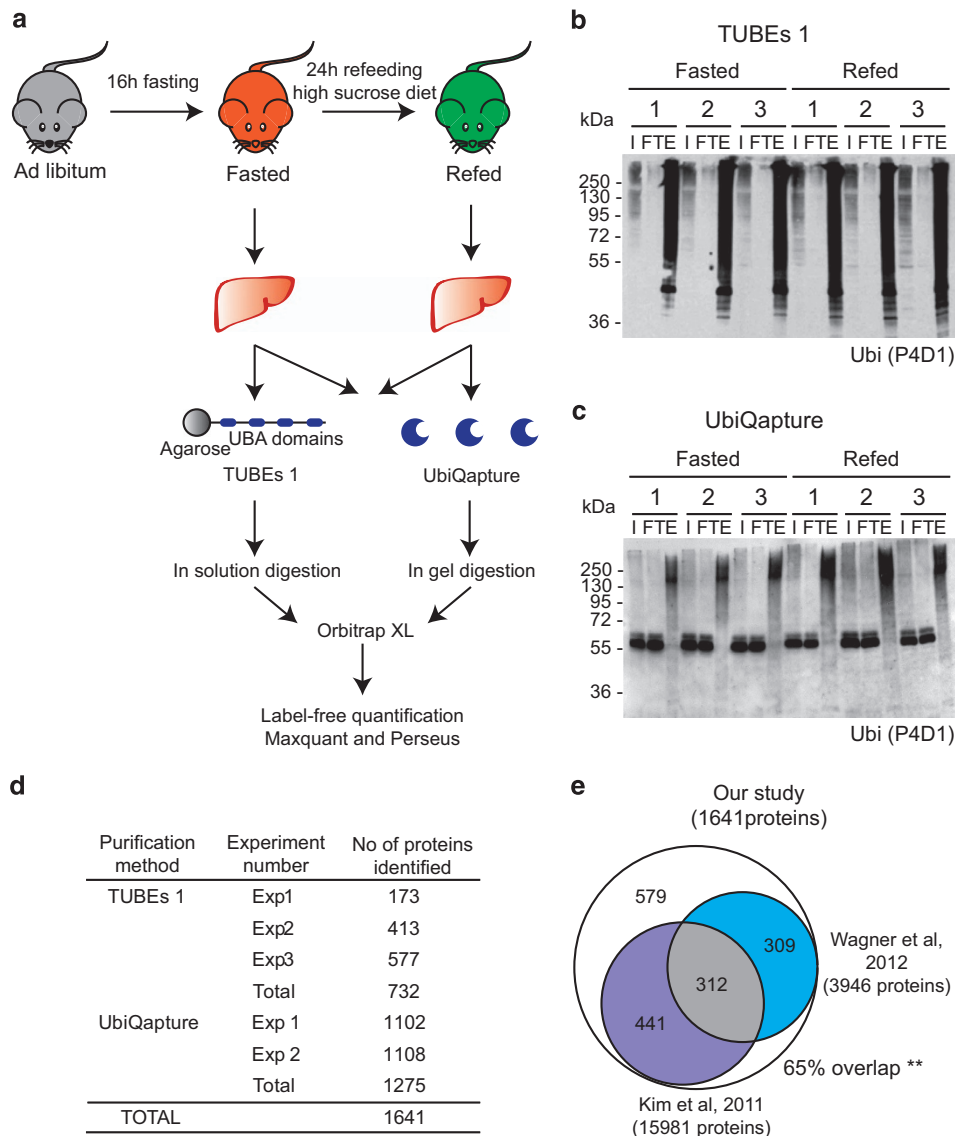 a
16h fasting
24h refeeding
high sucrose diet
Ad libitum
Fasted
Refed
Agarose
UBA domains
TUBEs 1
UbiQapture
In solution digestion
In gel digestion
Orbitrap XL
Label-free quantification
Maxquant and Perseus
b
TUBEs 1
Fasted Refed
1 2 3 1 2 3
kDa
I FTE I FTE I FTE I FTE I FTE I FTE
250 -
130 -
95 -
72 -
55 -
36 -
Ubi (P4D1)
c
UbiQapture
Fasted Refed
1 2 3 1 2 3
kDa
I FTE I FTE I FTE I FTE I FTE I FTE
250 -
130 -
95 -
72 -
55 -
36 -
Ubi (P4D1)
d
Purification method Experiment number No of proteins identified
TUBEs 1 Exp1 173
Exp2 413
Exp3 577
Total 732
UbiQapture Exp 1 1102
Exp 2 1108
Total 1275
TOTAL 1641
e
Our study
(1641proteins)
579
309
312
441
Wagner et al,
2012
(3946 proteins)
65% overlap **
Kim et al, 2011
(15981 proteins)